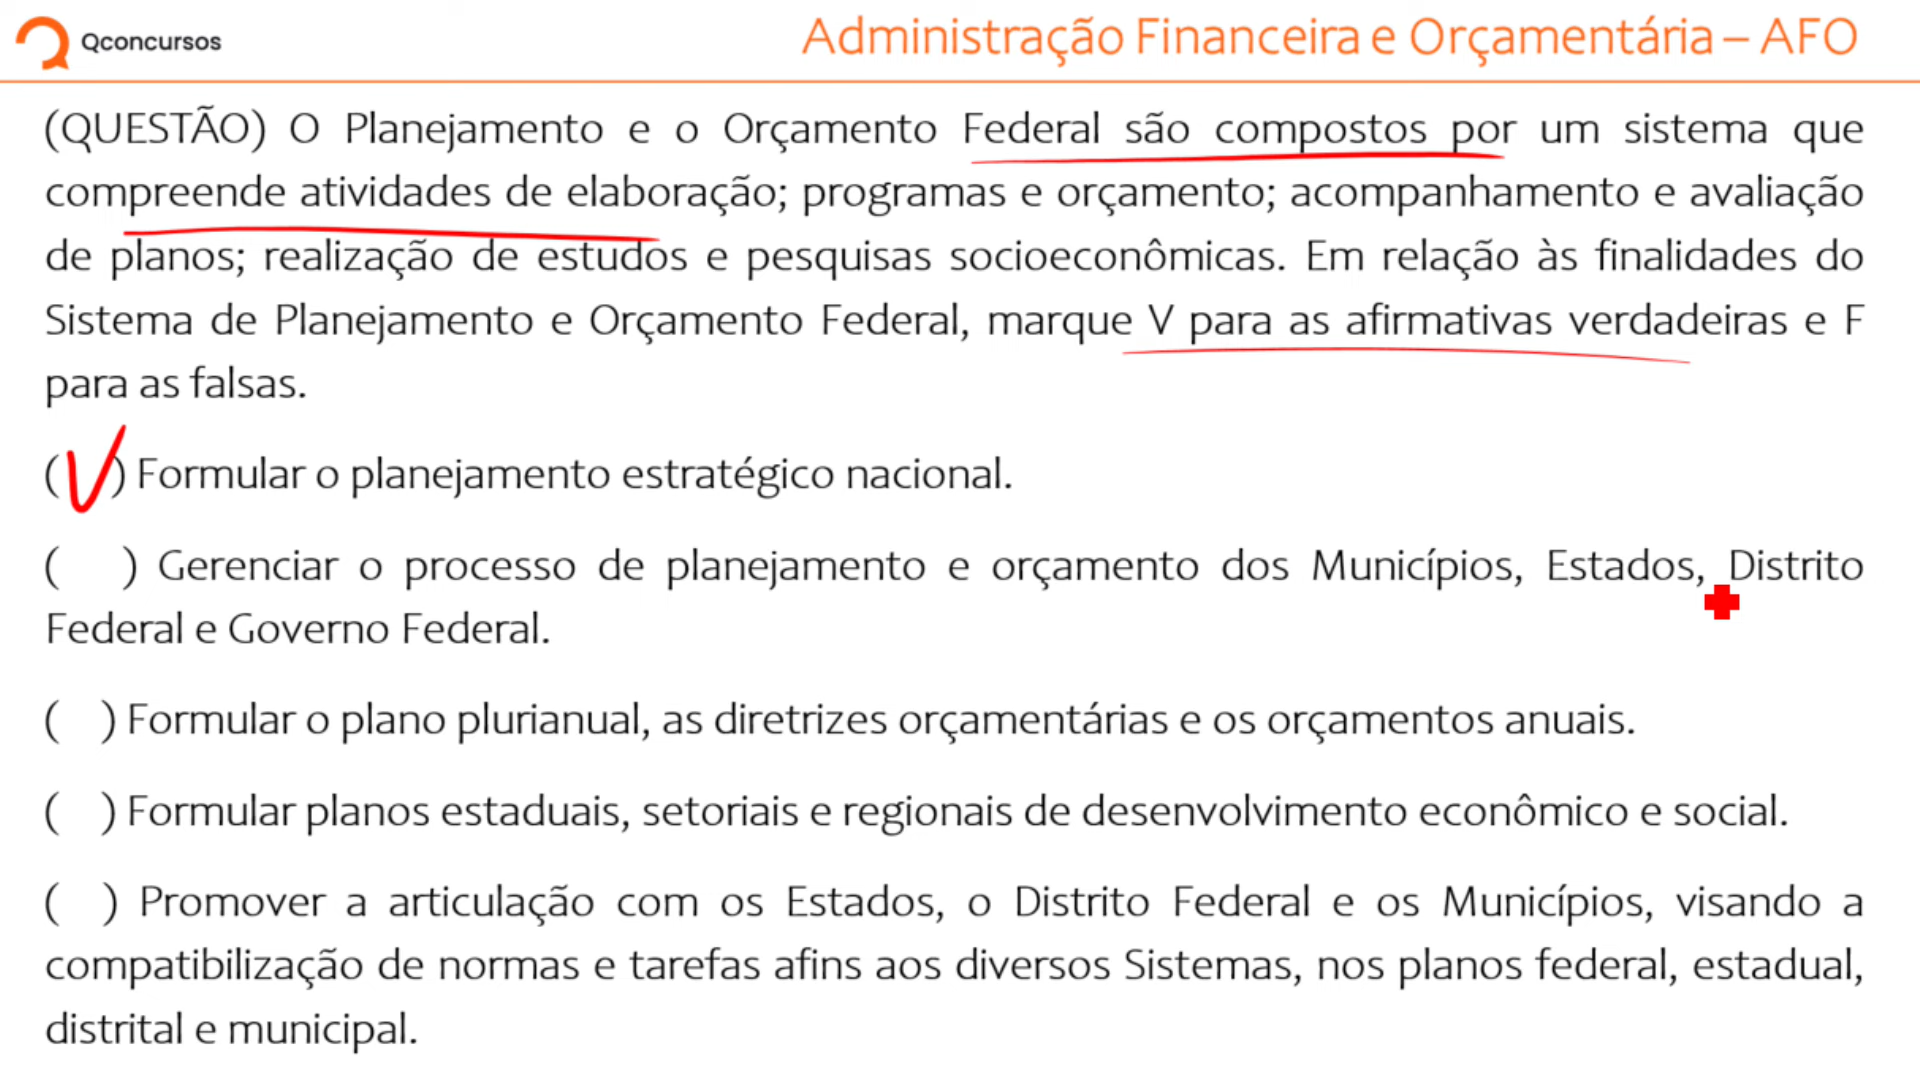 Qconcursos
Administração Financeira e Orçamentária – AFO
(QUESTÃO) O Planejamento e o Orçamento Federal são compostos por um sistema que
compreende atividades de elaboração; programas e orçamento; acompanhamento e avaliação
de planos; realização de estudos e pesquisas socioeconômicas. Em relação às finalidades do
Sistema de Planejamento e Orçamento Federal, marque V para as afirmativas verdadeiras e F
para as falsas.
(V) Formular o planejamento estratégico nacional.
( ) Gerenciar o processo de planejamento e orçamento dos Municípios, Estados, Distrito
Federal e Governo Federal.
( ) Formular o plano plurianual, as diretrizes orçamentárias e os orçamentos anuais.
( ) Formular planos estaduais, setoriais e regionais de desenvolvimento econômico e social.
( ) Promover a articulação com os Estados, o Distrito Federal e os Municípios, visando a
compatibilização de normas e tarefas afins aos diversos Sistemas, nos planos federal, estadual,
distrital e municipal.